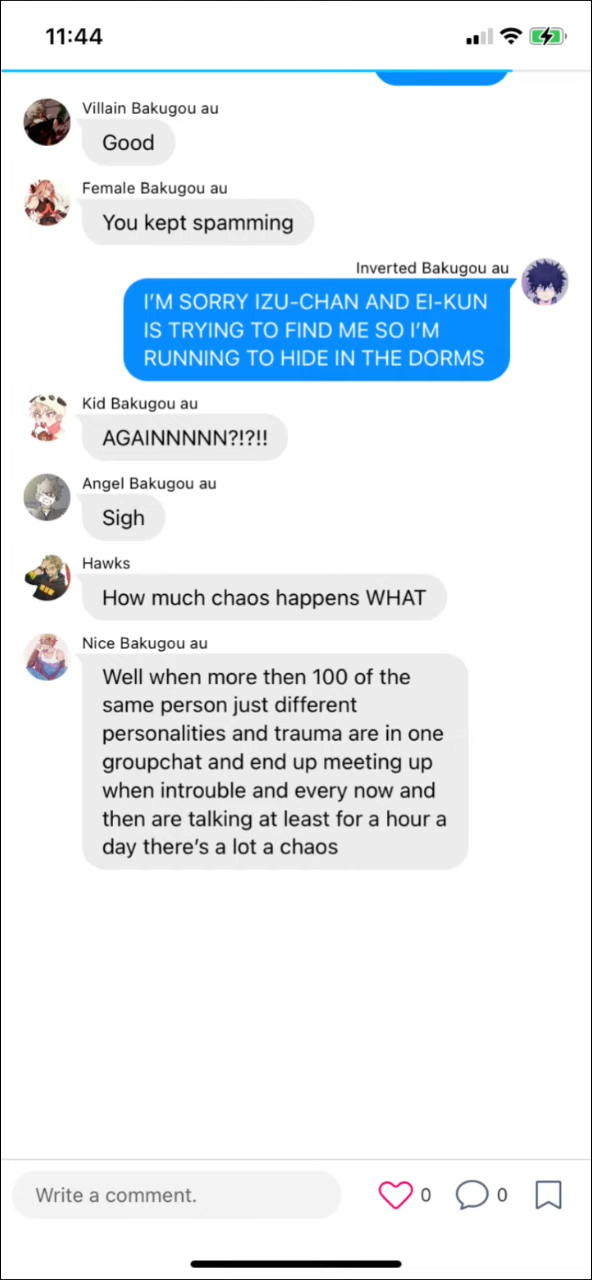 11:44
Villain Bakugou au
Good
Female Bakugou au
You kept spamming
Inverted Bakugou au
I'M SORRY IZU-CHAN AND EI-KUN
IS TRYING TO FIND ME SO I'M
RUNNING TO HIDE IN THE DORMS
Kid Bakugou au
AGAINNNNN?!?!!
Angel Bakugou au
Sigh
Hawks
How much chaos happens WHAT
Nice Bakugou au
Well when more then 100 of the
same person just different
personalities and trauma are in one
groupchat and end up meeting up
when introuble and every now and
then are talking at least for a hour a
day there's a lot a chaos
Write a comment.
0
0